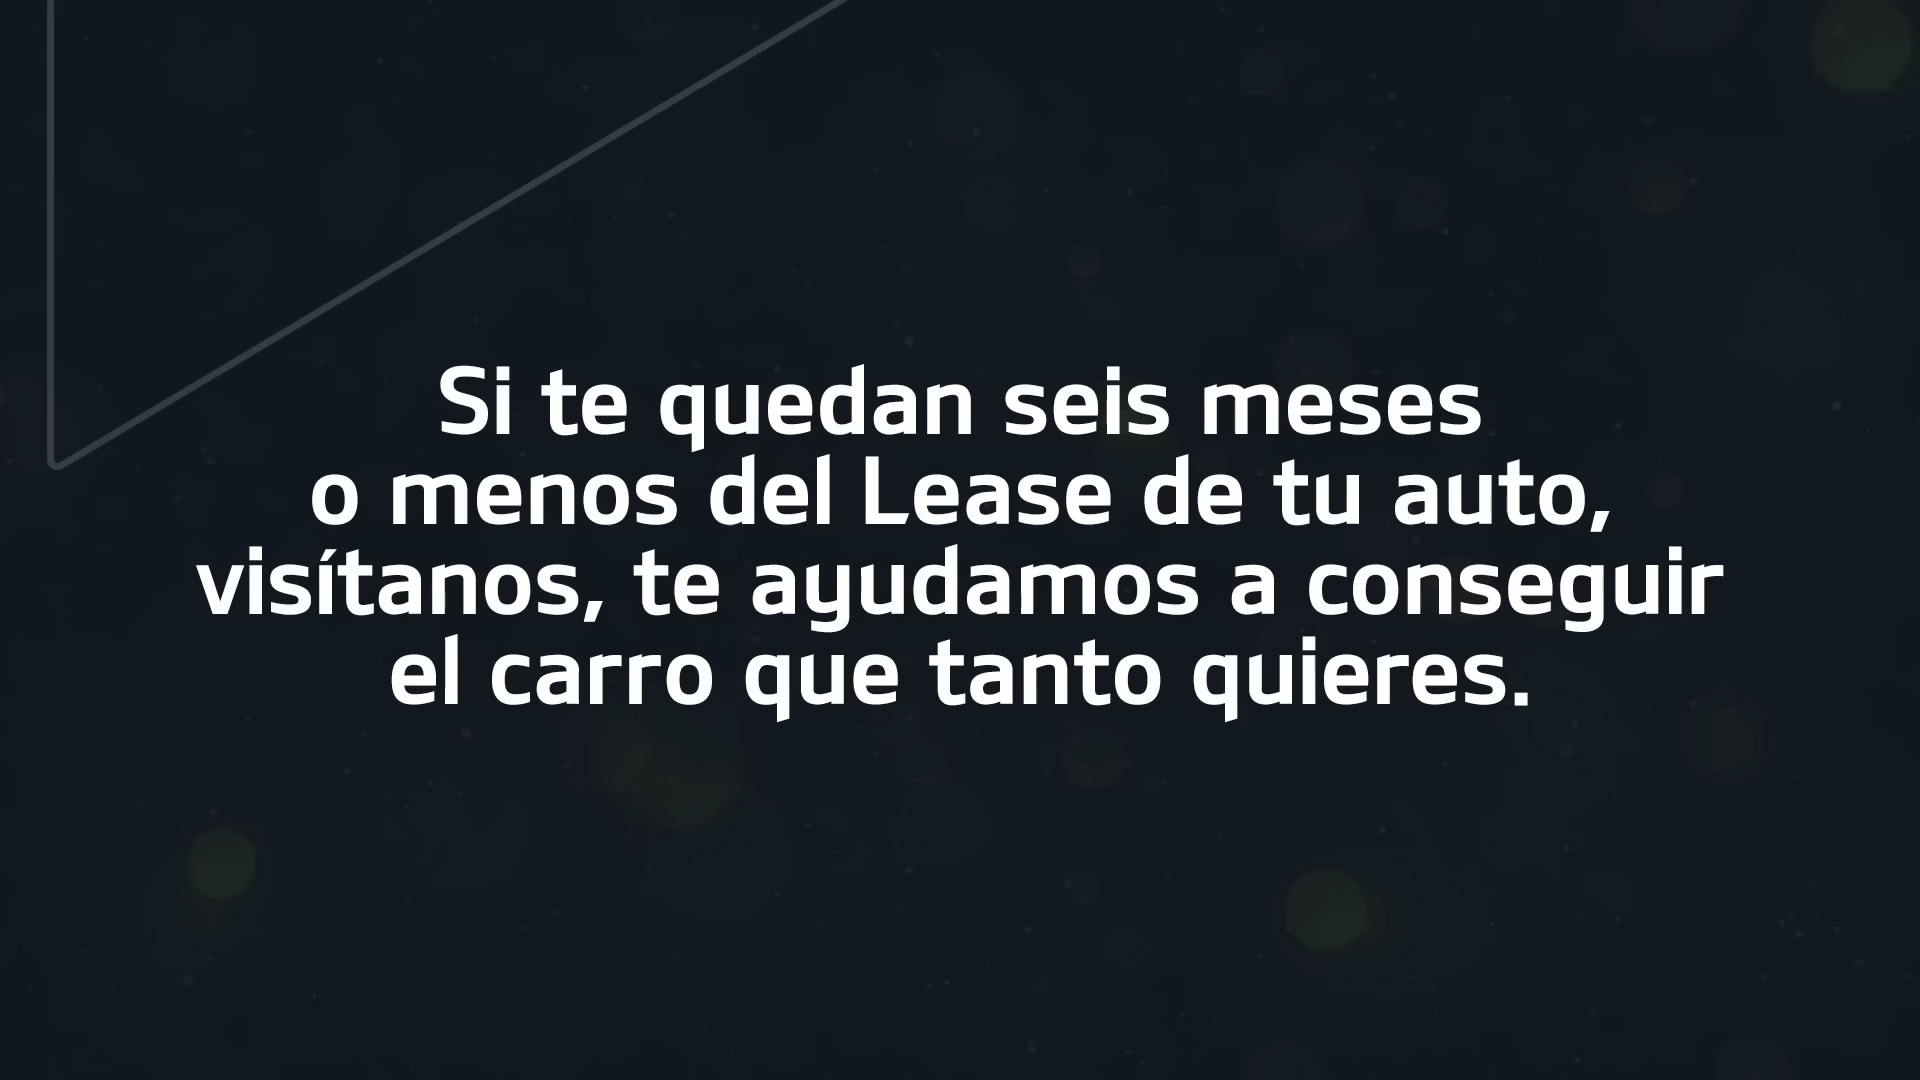 Si te quedan seis meses
o menos del Lease de tu auto,
visítanos, te ayudamos a conseguir
el carro que tanto quieres.